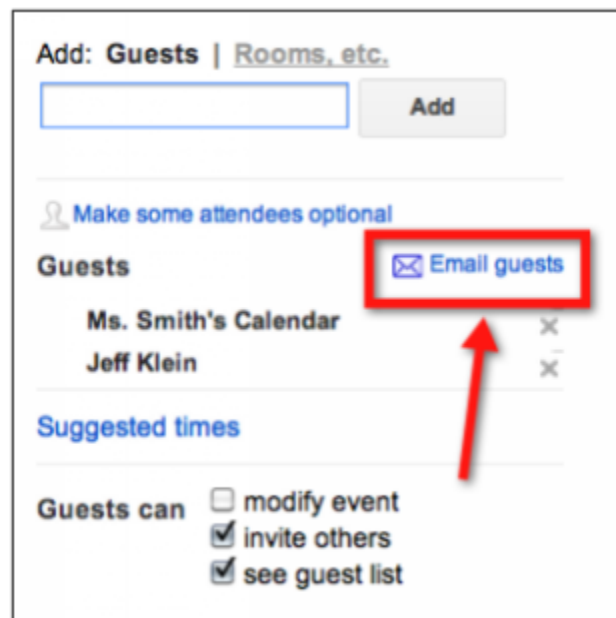 Add: Guests | Rooms, etc.
Add
Make some attendees optional
Guests Email guests
Ms. Smith's Calendar
Jeff Klein
Suggested times
Guests can modify event
invite others
see guest list